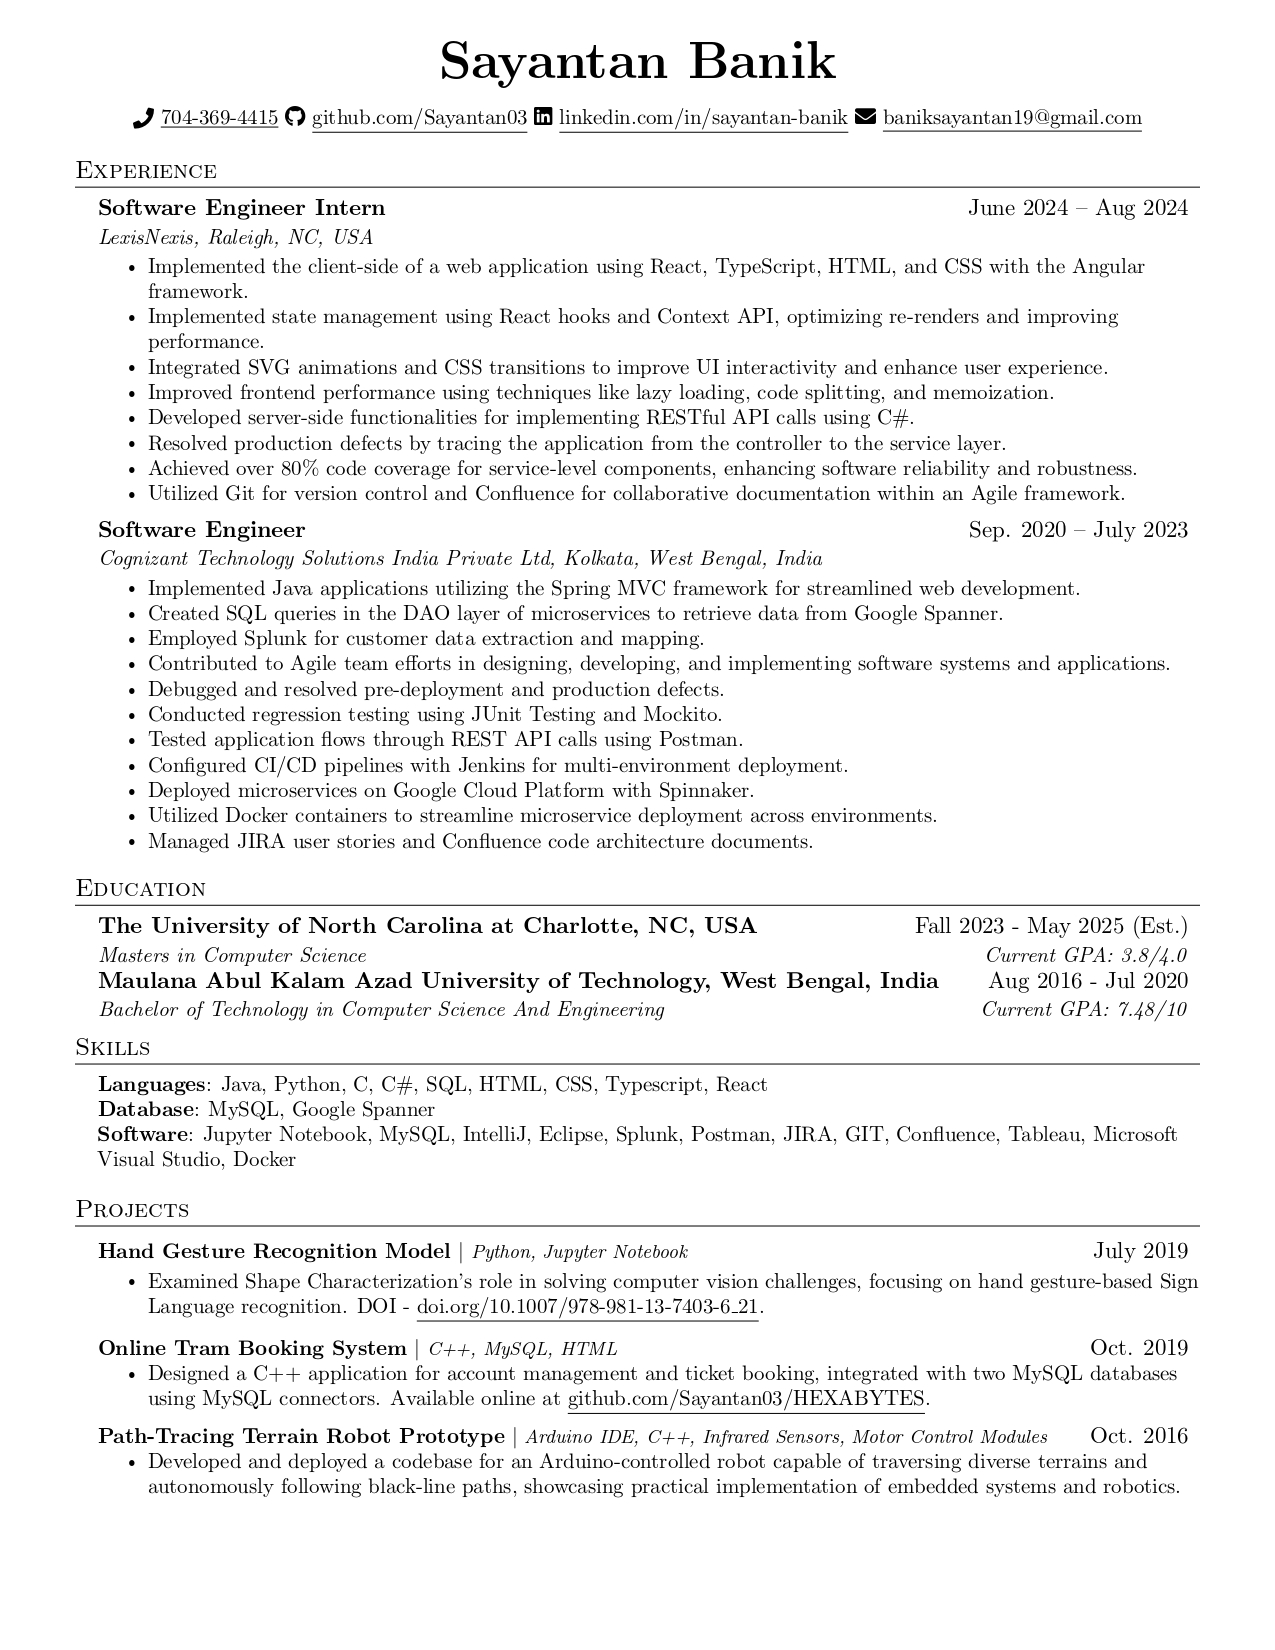 Sayantan Banik
704-369-4415 github.com/Sayantan03 linkedin.com/in/sayantan-banik baniksayantan19@gmail.com
Experience
Software Engineer Intern June 2024 – Aug 2024
LexisNexis, Raleigh, NC, USA
• Implemented the client-side of a web application using React, TypeScript, HTML, and CSS with the Angular
framework.
• Implemented state management using React hooks and Context API, optimizing re-renders and improving
performance.
• Integrated SVG animations and CSS transitions to improve UI interactivity and enhance user experience.
• Improved frontend performance using techniques like lazy loading, code splitting, and memoization.
• Developed server-side functionalities for implementing RESTful API calls using C#.
• Resolved production defects by tracing the application from the controller to the service layer.
• Achieved over 80% code coverage for service-level components, enhancing software reliability and robustness.
• Utilized Git for version control and Confluence for collaborative documentation within an Agile framework.
Software Engineer Sep. 2020 – July 2023
Cognizant Technology Solutions India Private Ltd, Kolkata, West Bengal, India
• Implemented Java applications utilizing the Spring MVC framework for streamlined web development.
• Created SQL queries in the DAO layer of microservices to retrieve data from Google Spanner.
• Employed Splunk for customer data extraction and mapping.
• Contributed to Agile team efforts in designing, developing, and implementing software systems and applications.
• Debugged and resolved pre-deployment and production defects.
• Conducted regression testing using JUnit Testing and Mockito.
• Tested application flows through REST API calls using Postman.
• Configured CI/CD pipelines with Jenkins for multi-environment deployment.
• Deployed microservices on Google Cloud Platform with Spinnaker.
• Utilized Docker containers to streamline microservice deployment across environments.
• Managed JIRA user stories and Confluence code architecture documents.
Education
The University of North Carolina at Charlotte, NC, USA Fall 2023 - May 2025 (Est.)
Masters in Computer Science Current GPA: 3.8/4.0
Maulana Abul Kalam Azad University of Technology, West Bengal, India Aug 2016 - Jul 2020
Bachelor of Technology in Computer Science And Engineering Current GPA: 7.48/10
Skills
Languages: Java, Python, C, C#, SQL, HTML, CSS, Typescript, React
Database: MySQL, Google Spanner
Software: Jupyter Notebook, MySQL, IntelliJ, Eclipse, Splunk, Postman, JIRA, GIT, Confluence, Tableau, Microsoft
Visual Studio, Docker
Projects
Hand Gesture Recognition Model | Python, Jupyter Notebook July 2019
• Examined Shape Characterization's role in solving computer vision challenges, focusing on hand gesture-based Sign
Language recognition. DOI - doi.org/10.1007/978-981-13-7403-6_21.
Online Tram Booking System | C++, MySQL, HTML Oct. 2019
• Designed a C++ application for account management and ticket booking, integrated with two MySQL databases
using MySQL connectors. Available online at github.com/Sayantan03/HEXABYTES.
Path-Tracing Terrain Robot Prototype | Arduino IDE, C++, Infrared Sensors, Motor Control Modules Oct. 2016
• Developed and deployed a codebase for an Arduino-controlled robot capable of traversing diverse terrains and
autonomously following black-line paths, showcasing practical implementation of embedded systems and robotics.